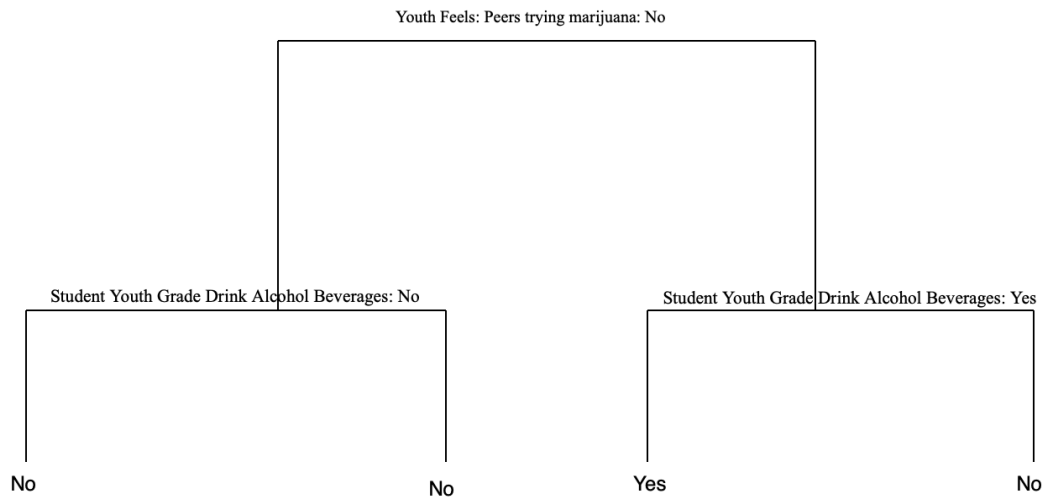 Youth Feels: Peers trying marijuana: No
Student Youth Grade Drink Alcohol Beverages: No
Student Youth Grade Drink Alcohol Beverages: Yes
No
No
Yes
No